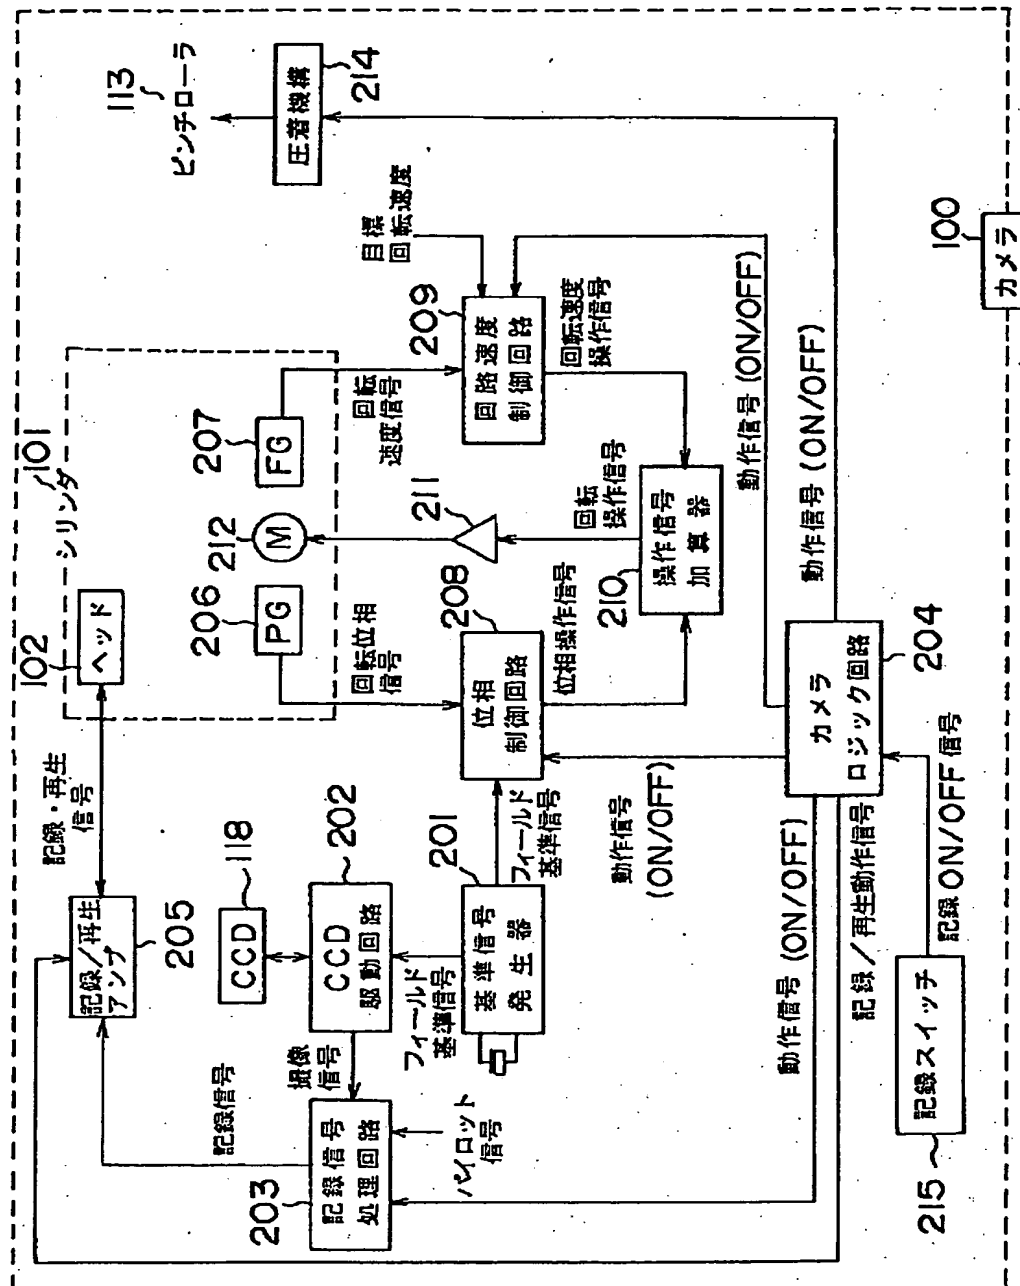 記録・再生
信号
102
ヘッド
シリンダ
101
113
ピンチローラ
圧着機構
214
記録/再生
アンプ
205
記録信号
CCD
118
206
PG
212
M
207
FG
203
記録信号
処理回路
撮像
信号
CCD
駆動回路
202
回転位相
信号
回転
速度信号
目標
回転速度
パイロット
信号
フィールド
基準信号
基準信号
発生器
201
フィールド
基準信号
位相
制御回路
208
211
回路速度
制御回路
209
位相操作信号
回転
操作信号
回転速度
操作信号
動作信号
(ON/OFF)
210
操作信号
加算器
動作信号(ON/OFF)
動作信号(ON/OFF)
動作信号(ON/OFF)
カメラ
ロジック回路
204
記録/再生動作信号
215
記録スイッチ
記録ON/OFF信号
100
カメラ